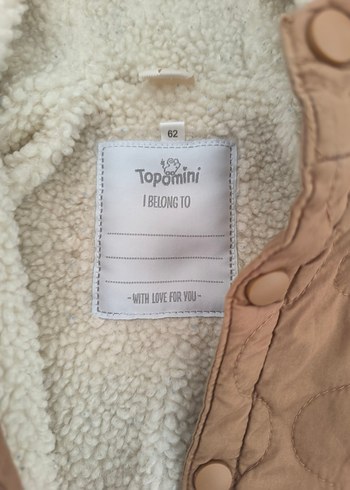 62
Topomini
I BELONG TO
-WITH LOVE FOR YOU-